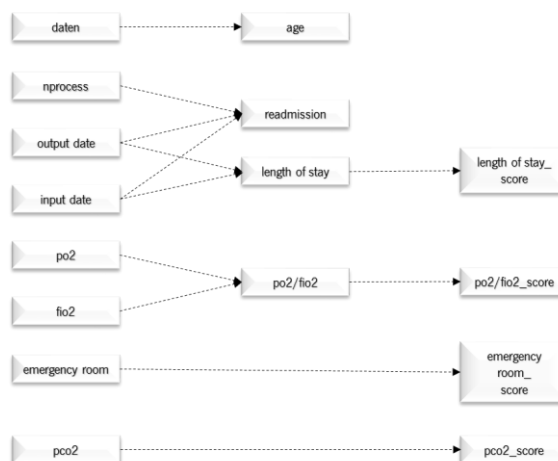 daten
age
nprocess
readmission
output date
length of stay
length of stay_
score
input date
po2
po2/fio2
po2/fio2_score
fio2
emergency room
emergency
room_
score
pco2
pco2_score